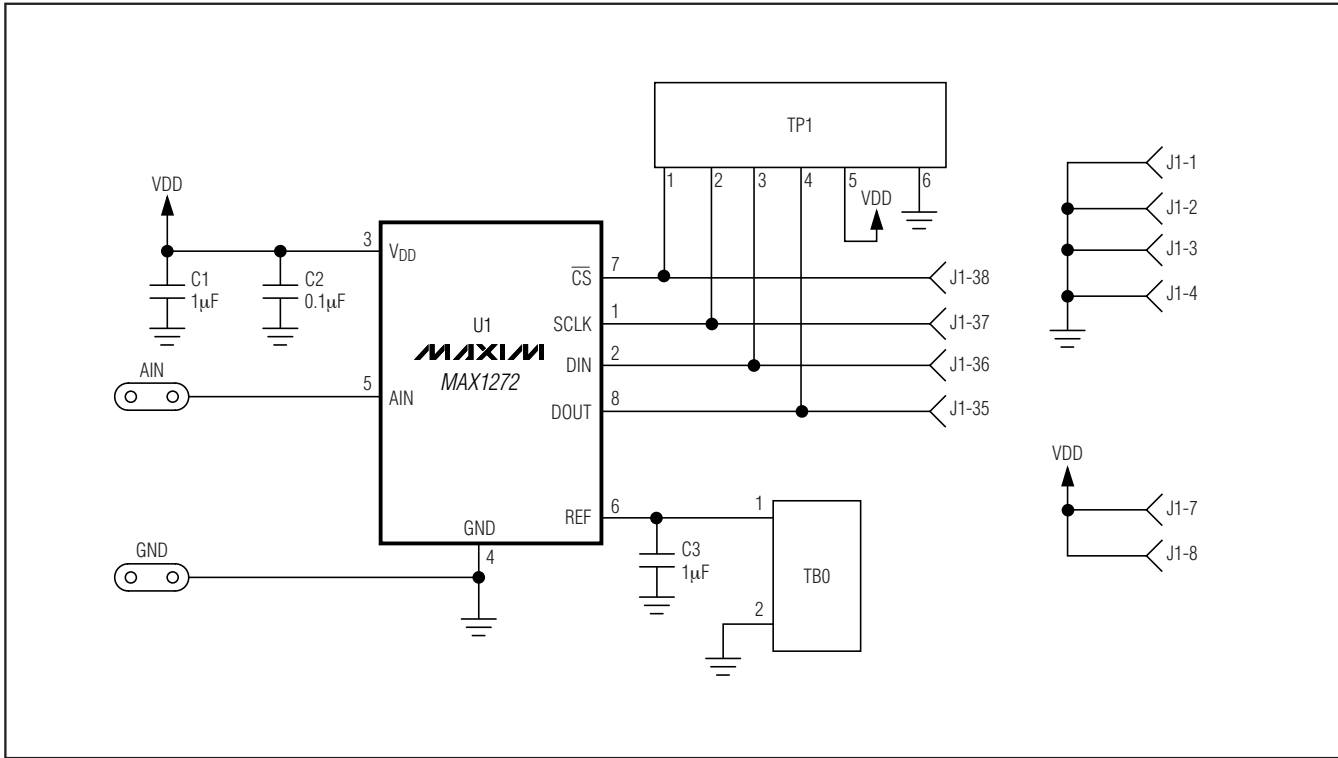 TP1
1 2 3 4 5 6
VDD
VDD
3
VDD
C1
1μF
C2
0.1μF
U1
MAXIM
MAX1272
CS
7
J1-38
SCLK
1
J1-37
DIN
2
J1-36
DOUT
8
J1-35
AIN
5
AIN
REF
6
C3
1μF
1
TB0
2
GND
4
GND
J1-1
J1-2
J1-3
J1-4
VDD
J1-7
J1-8